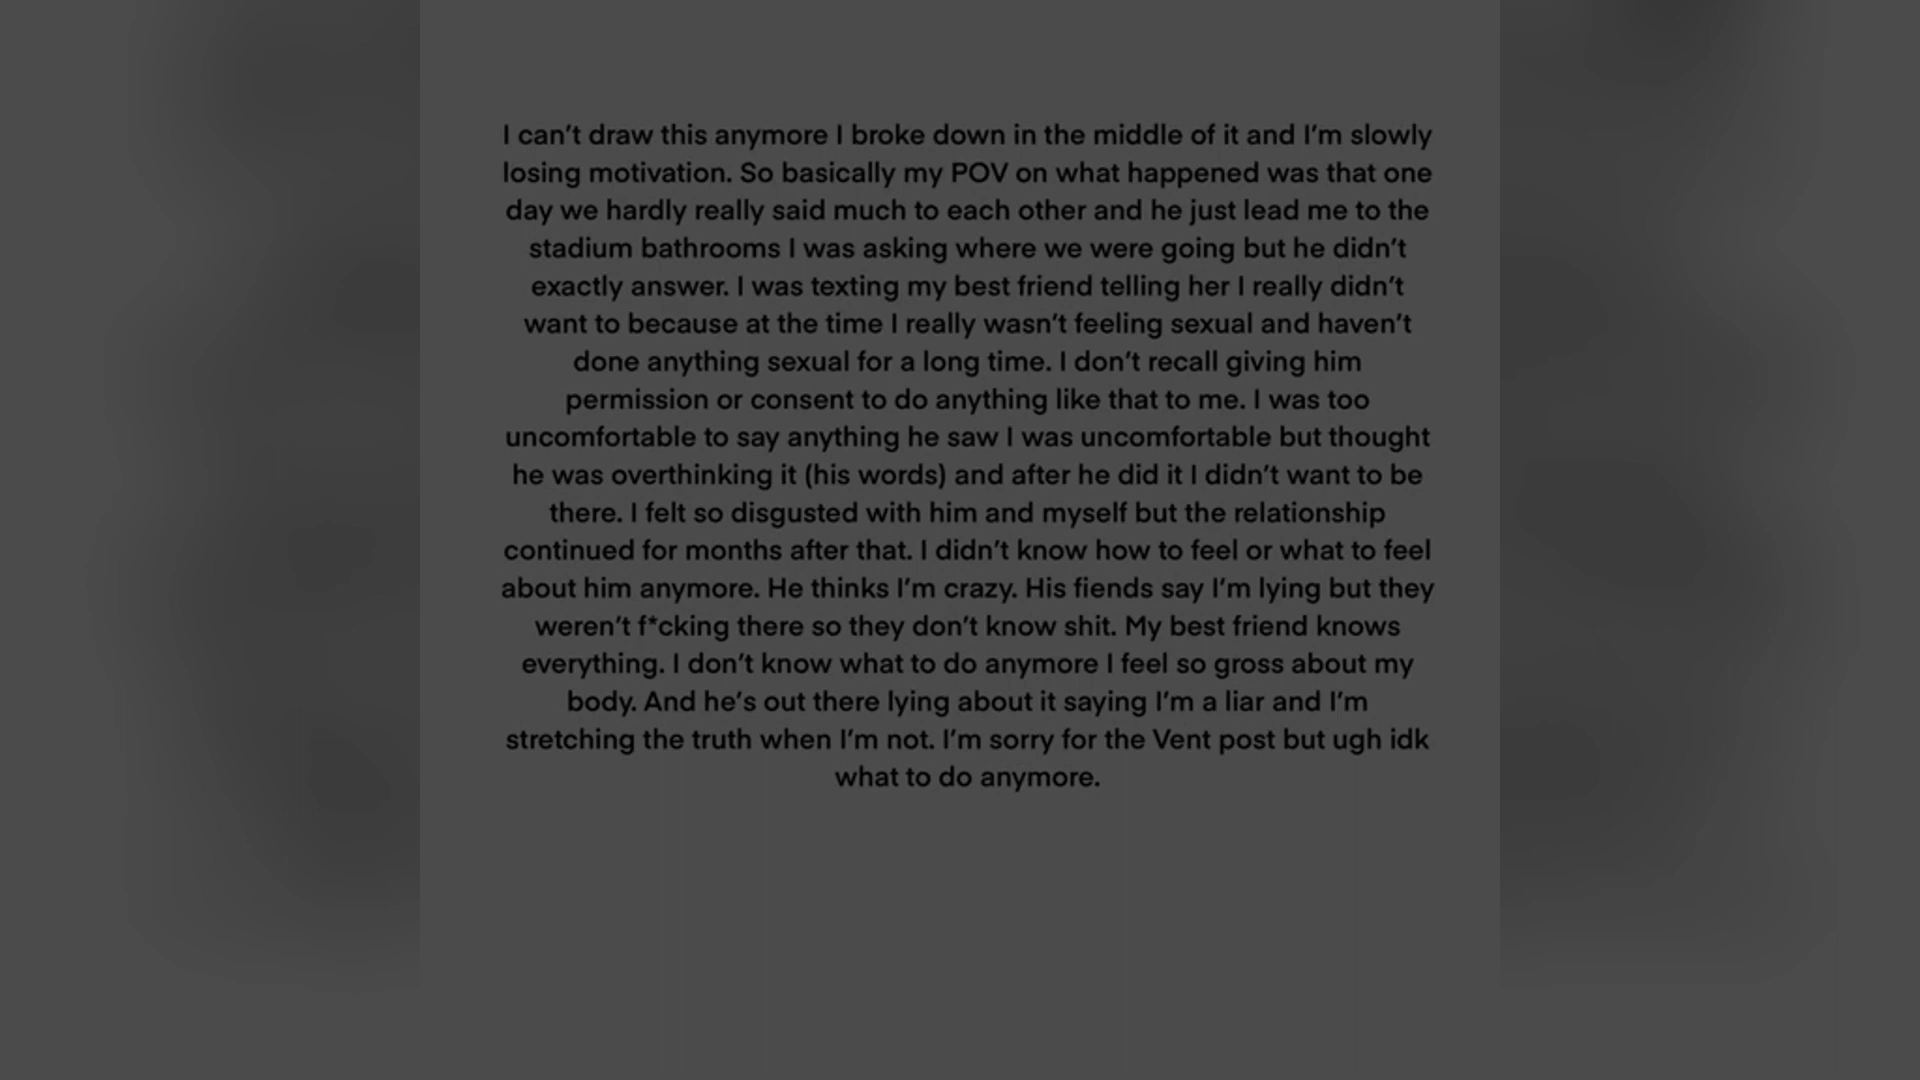 I can't draw this anymore I broke down in the middle of it and I'm slowly
losing motivation. So basically my POV on what happened was that one
day we hardly really said much to each other and he just lead me to the
stadium bathrooms I was asking where we were going but he didn't
exactly answer. I was texting my best friend telling her I really didn't
want to because at the time I really wasn't feeling sexual and haven't
done anything sexual for a long time. I don't recall giving him
permission or consent to do anything like that to me. I was too
uncomfortable to say anything he saw I was uncomfortable but thought
he was overthinking it (his words) and after he did it I didn't want to be
there. I felt so disgusted with him and myself but the relationship
continued for months after that. I didn't know how to feel or what to feel
about him anymore. He thinks I'm crazy. His fiends say I'm lying but they
weren't f*cking there so they don't know shit. My best friend knows
everything. I don't know what to do anymore I feel so gross about my
body. And he's out there lying about it saying I'm a liar and I'm
stretching the truth when I'm not. I'm sorry for the Vent post but ugh idk
what to do anymore.